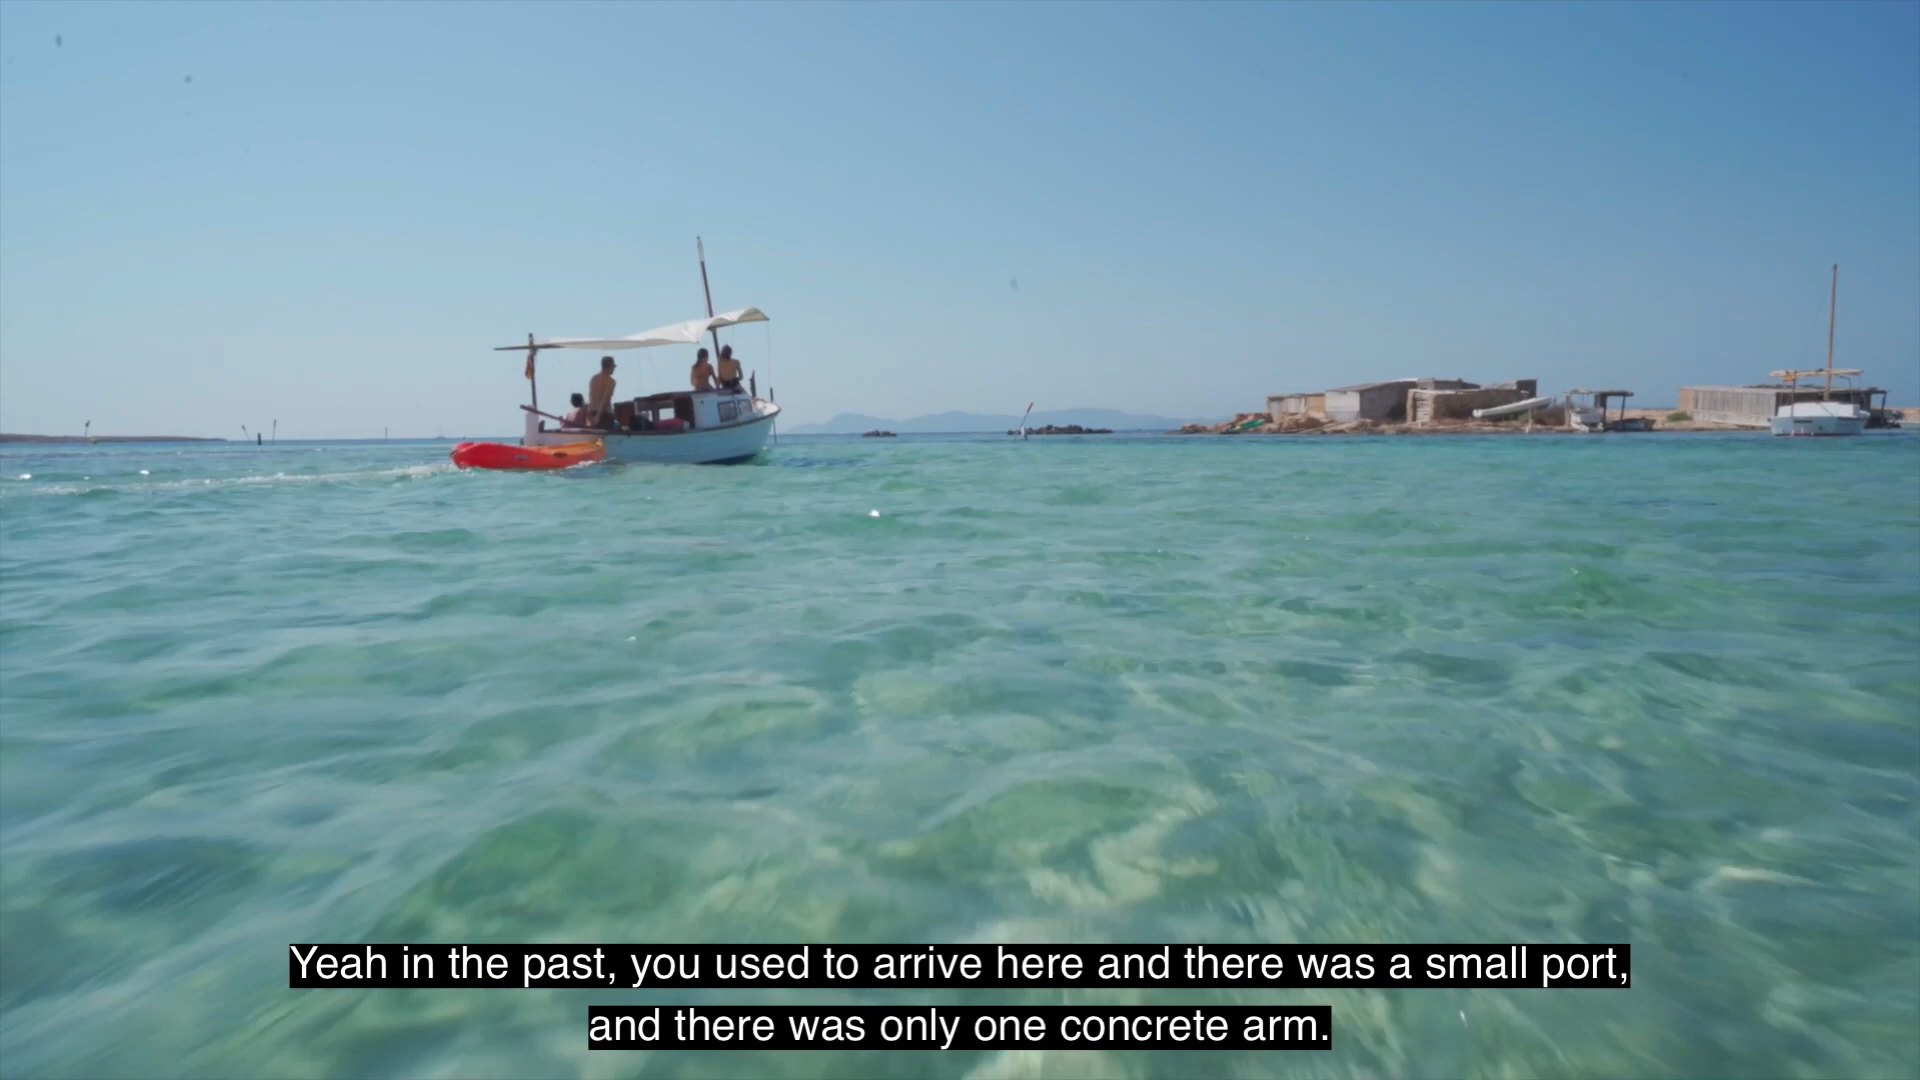 Yeah in the past, you used to arrive here and there was a small port,
and there was only one concrete arm.